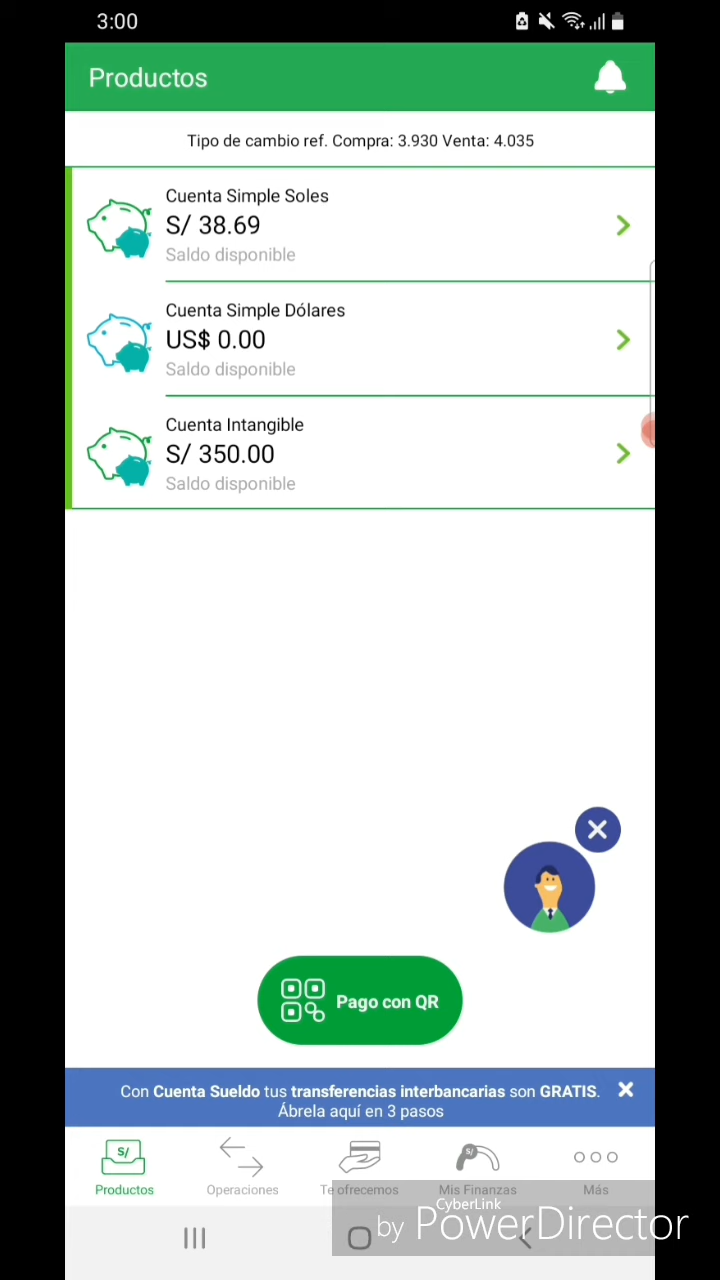 3:00
Productos
Tipo de cambio ref. Compra: 3.930 Venta: 4.035
Cuenta Simple Soles
S/ 38.69
Saldo disponible
Cuenta Simple Dólares
US$ 0.00
Saldo disponible
Cuenta Intangible
S/ 350.00
Saldo disponible
Pago con QR
Con Cuenta Sueldo tus transferencias interbancarias son GRATIS.
Ábrela aquí en 3 pasos
S/
S/
Productos
Operaciones
Te ofrecemos
Mis Finanzas
Más
CyberLink
by PowerDirector